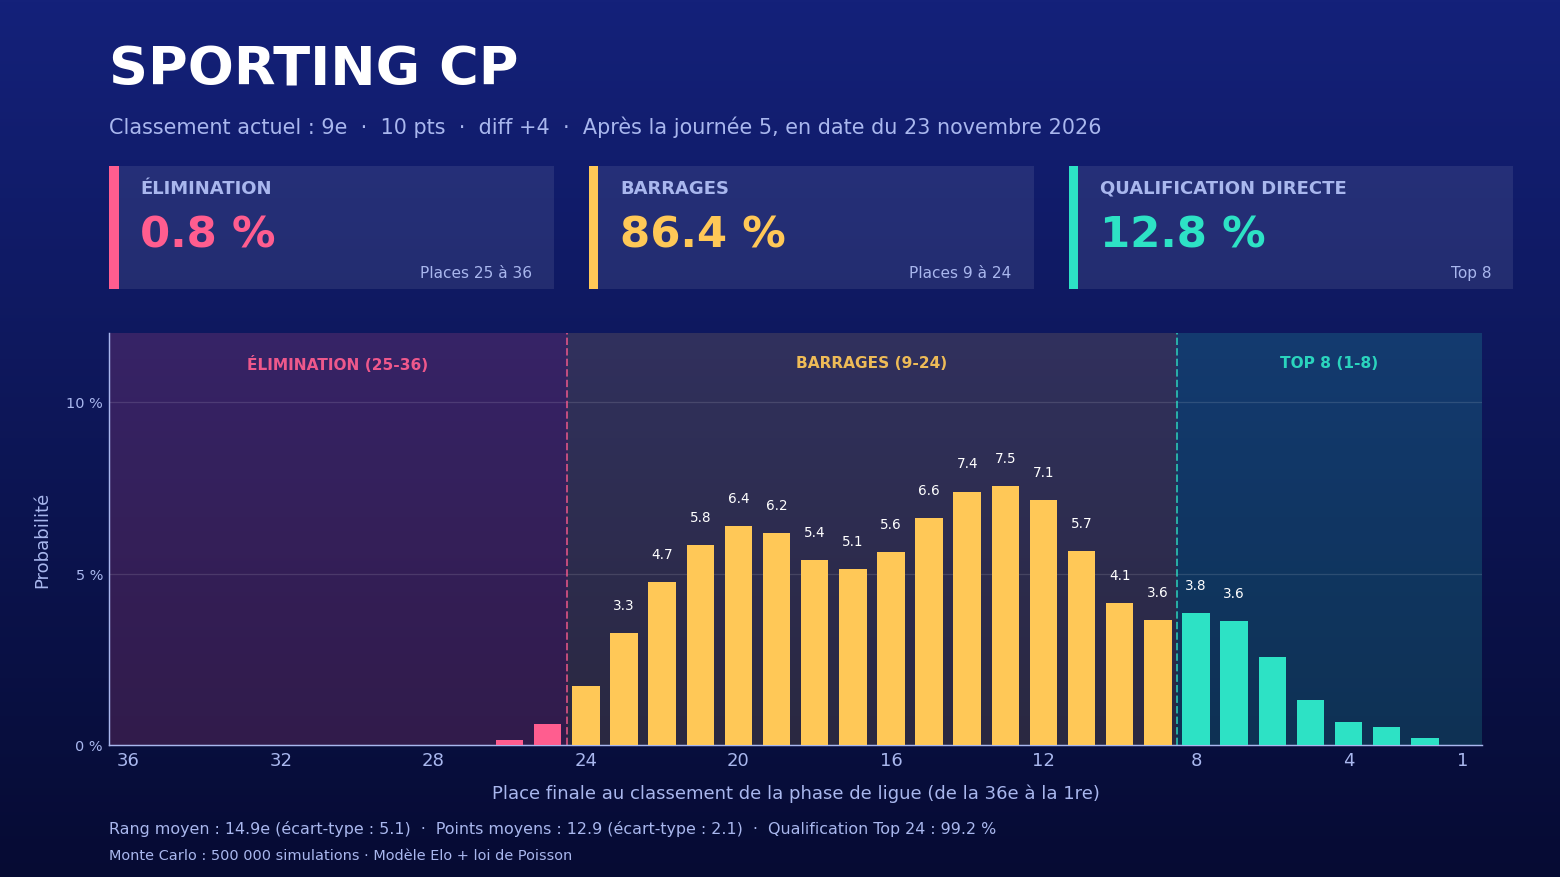 SPORTING CP
Classement actuel : 9e · 10 pts · diff +4 · Après la journée 5, en date du 23 novembre 2026
ÉLIMINATION
0.8 %
Places 25 à 36
BARRAGES
86.4 %
Places 9 à 24
QUALIFICATION DIRECTE
12.8 %
Top 8
ÉLIMINATION (25-36)
BARRAGES (9-24)
TOP 8 (1-8)
Probabilité
10 %
5 %
0 %
3.3
4.7
5.8
6.4
6.2
5.4
5.1
5.6
6.6
7.4
7.5
7.1
5.7
4.1
3.6
3.8
3.6
36 32 28 24 20 16 12 8 4 1
Place finale au classement de la phase de ligue (de la 36e à la 1re)
Rang moyen : 14.9e (écart-type : 5.1) · Points moyens : 12.9 (écart-type : 2.1) · Qualification Top 24 : 99.2 %
Monte Carlo : 500 000 simulations · Modèle Elo + loi de Poisson